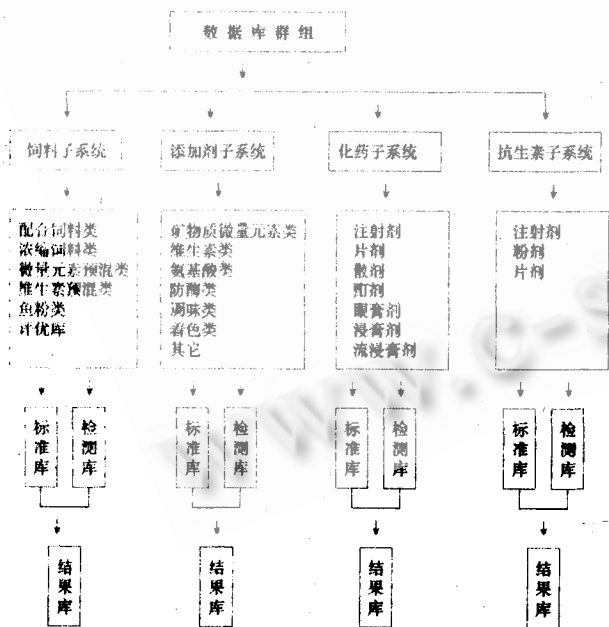 数据库群组
饲料子系统
添加剂子系统
化药子系统
抗生素子系统
配合饲料类
浓缩饲料类
微量元素预混类
维生素预混类
鱼粉类
评优库
矿物质微量元素类
维生素类
氨基酸类
防酶类
调味类
着色类
其它
注射剂
片剂
散剂
酊剂
眼膏剂
浸膏剂
流浸膏剂
注射剂
粉剂
片剂
标准库
检测库
标准库
检测库
标准库
检测库
标准库
检测库
结果库
结果库
结果库
结果库
www.c-s